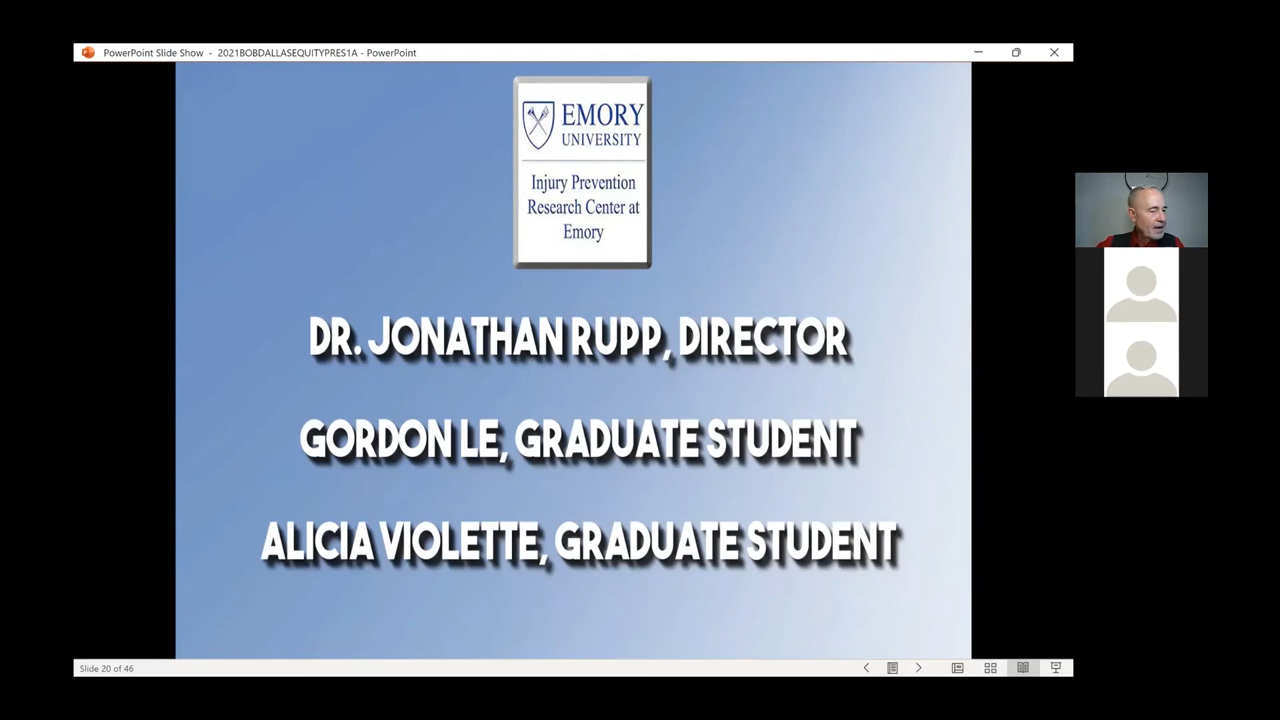 PowerPoint Slide Show - 2021BOBDALLASEQUITYPRES1A - PowerPoint
EMORY
UNIVERSITY
Injury Prevention
Research Center at
Emory
DR. JONATHAN RUPP, DIRECTOR
GORDON LE, GRADUATE STUDENT
ALICIA VIOLETTE, GRADUATE STUDENT
Slide 20 of 46